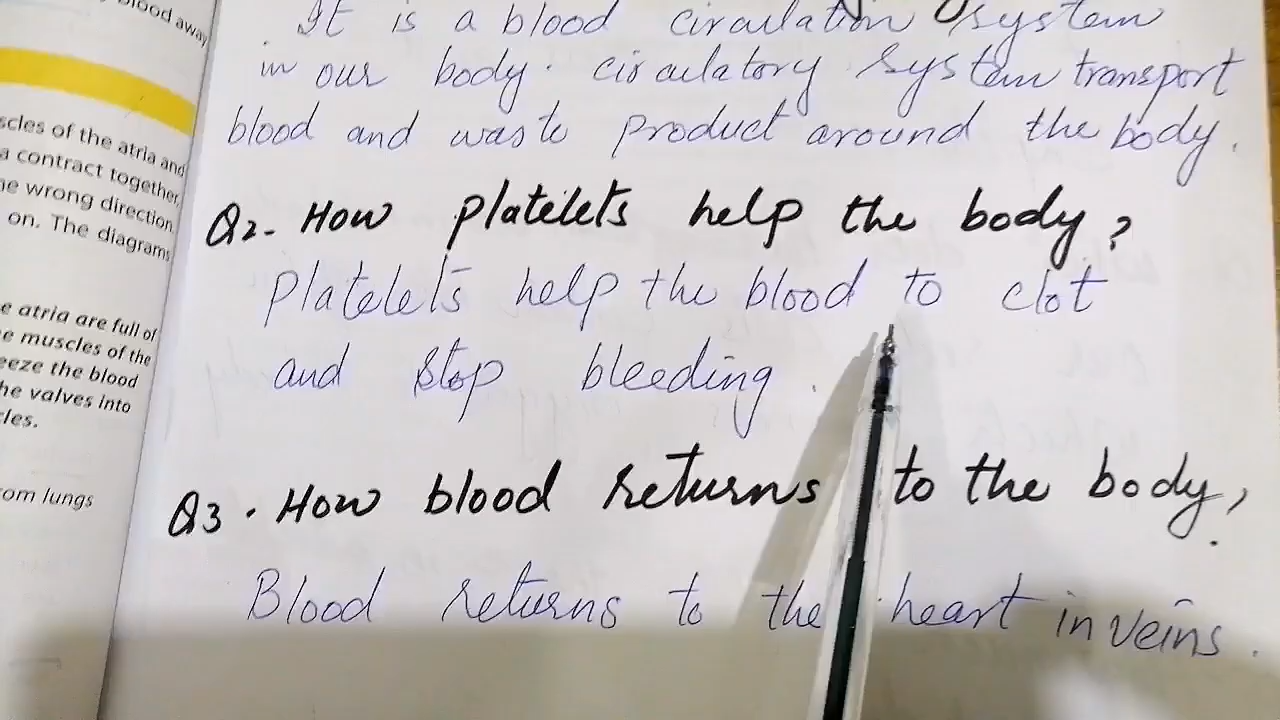 blood away
scles of the atria and
a contract together,
e wrong direction
on. The diagrams
e atria are full of
e muscles of the
eeze the blood
he valves into
cles.
om lungs
It is a blood circulation system
in our body. circulatory system transport
blood and waste product around the body.
Q2- How platelets help the body?
Platelets help the blood to clot
and stop bleeding.
Q3. How blood returns to the body?
Blood returns to the heart in veins.